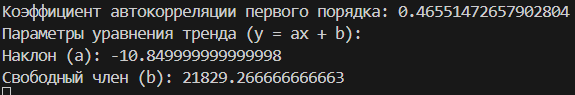 Коэффициент автокорреляции первого порядка: 0.46551472657902804
Параметры уравнения тренда (y = ax + b):
Наклон (a): -10.849999999999998
Свободный член (b): 21829.266666666663